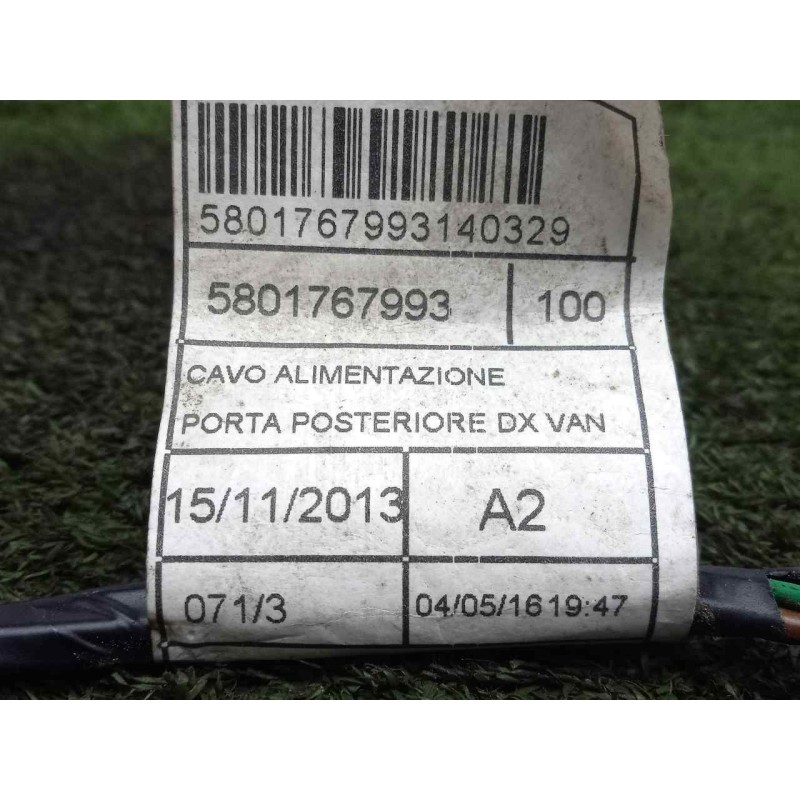 5801767993140329
5801767993 100
CAVO ALIMENTAZIONE
PORTA POSTERIORE DX VAN
15/11/2013 A2
071/3 04/05/16 19:47